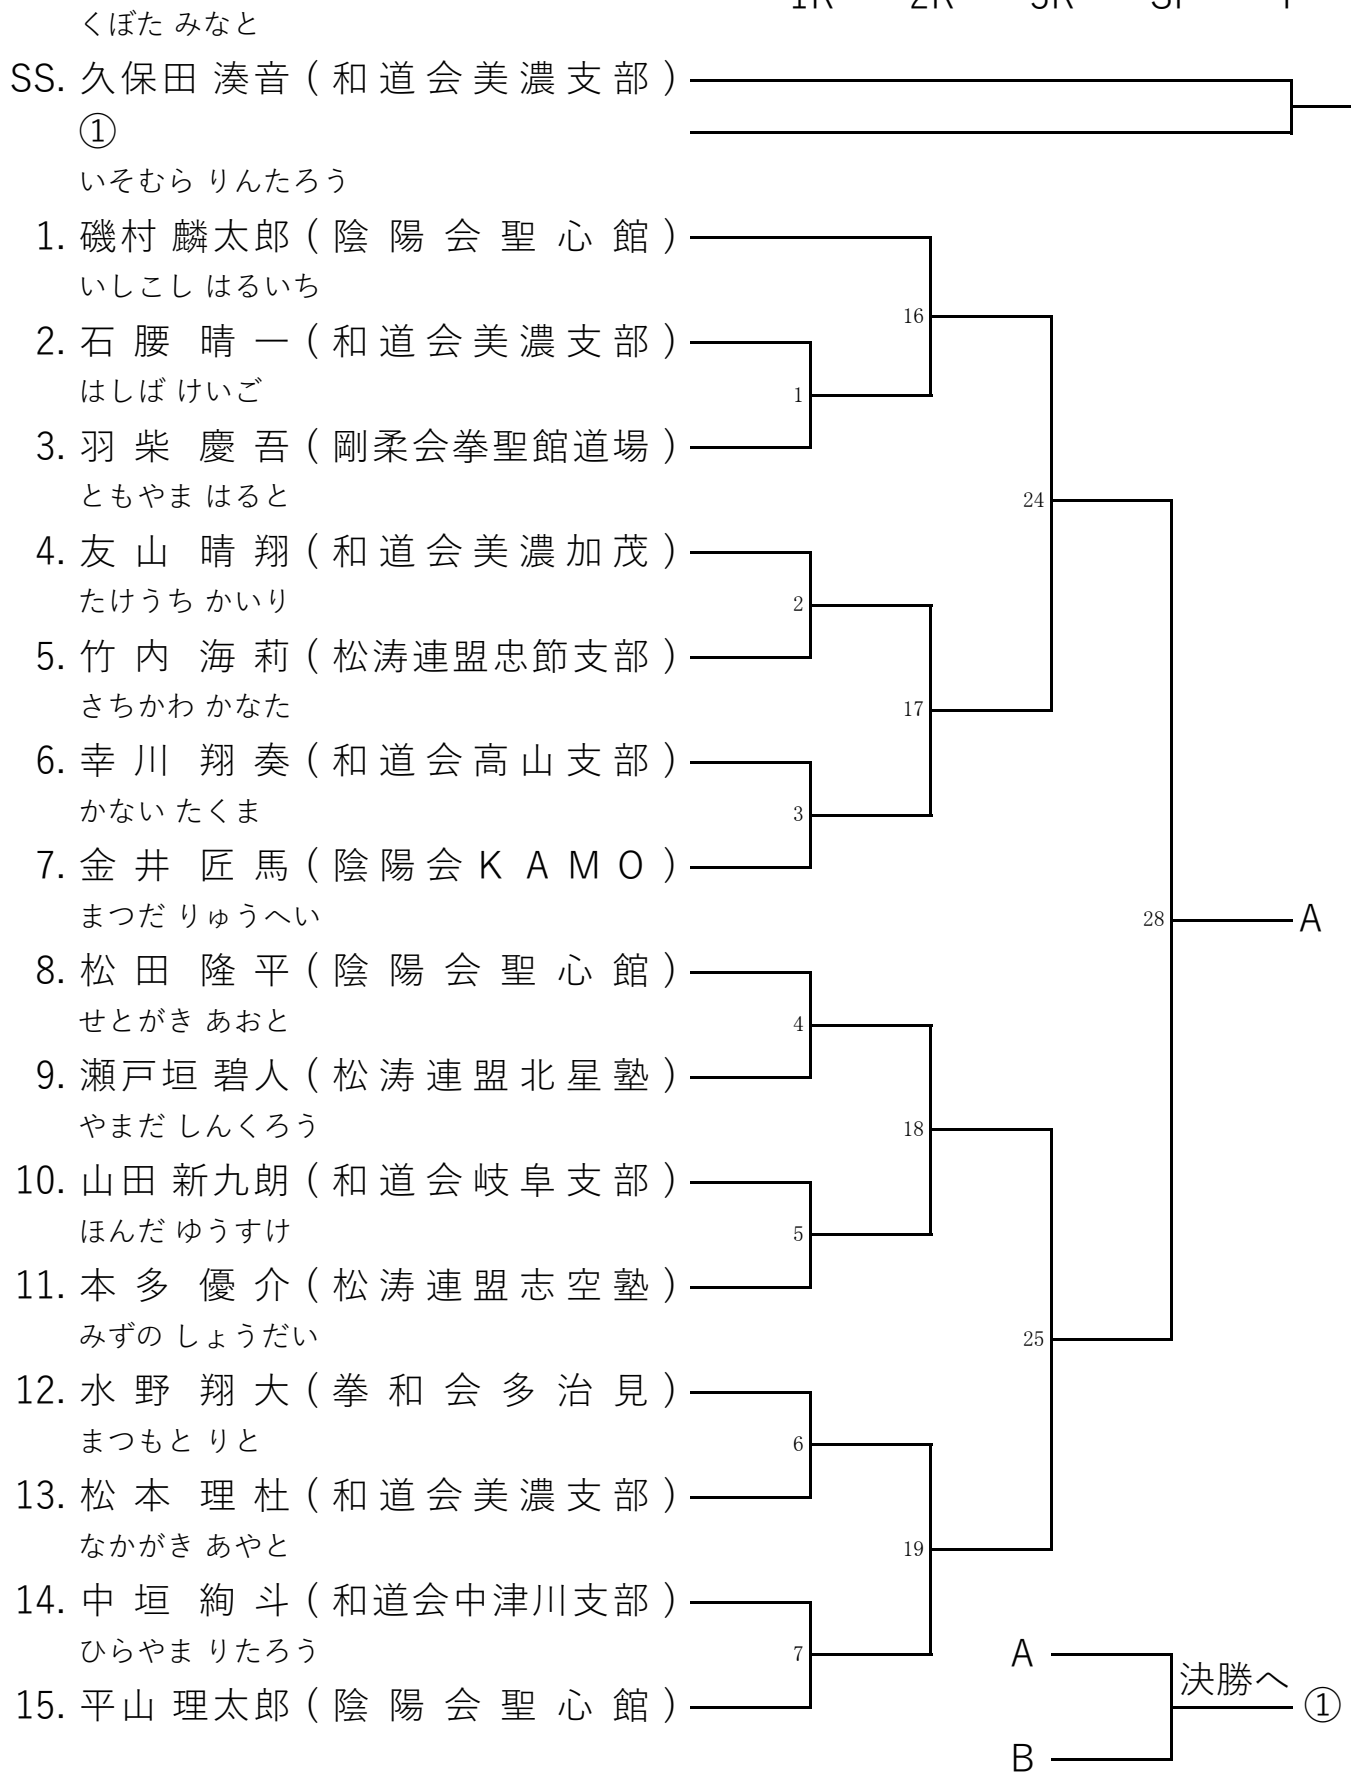 1R 2R 3R SF F
くぼた みなと
SS. 久保田 湊音 ( 和道会美濃支部 )
①
いそむら りんたろう
1. 磯村 麟太郎 ( 陰陽会聖心館 )
いしこし はるいち
16
2. 石腰 晴一 ( 和道会美濃支部 )
はしば けいご
1
3. 羽柴 慶吾 ( 剛柔会拳聖館道場 )
ともやま はると
24
4. 友山 晴翔 ( 和道会美濃加茂 )
たけうち かいり
2
5. 竹内 海莉 ( 松涛連盟忠節支部 )
さちかわ かなた
17
6. 幸川 翔奏 ( 和道会高山支部 )
かない たくま
3
7. 金井 匠馬 ( 陰陽会KAMO )
まつだ りゅうへい
28 A
8. 松田 隆平 ( 陰陽会聖心館 )
せとがき あおと
4
9. 瀬戸垣 碧人 ( 松涛連盟北星塾 )
やまだ しんくろう
18
10. 山田 新九朗 ( 和道会岐阜支部 )
ほんだ ゆうすけ
5
11. 本多 優介 ( 松涛連盟志空塾 )
みずの しょうだい
25
12. 水野 翔大 ( 拳和会多治見 )
まつもと りと
6
13. 松本 理杜 ( 和道会美濃支部 )
なかがき あやと
19
14. 中垣 絢斗 ( 和道会中津川支部 )
ひらやま りたろう
7
A
決勝へ
15. 平山 理太郎 ( 陰陽会聖心館 )
①
B